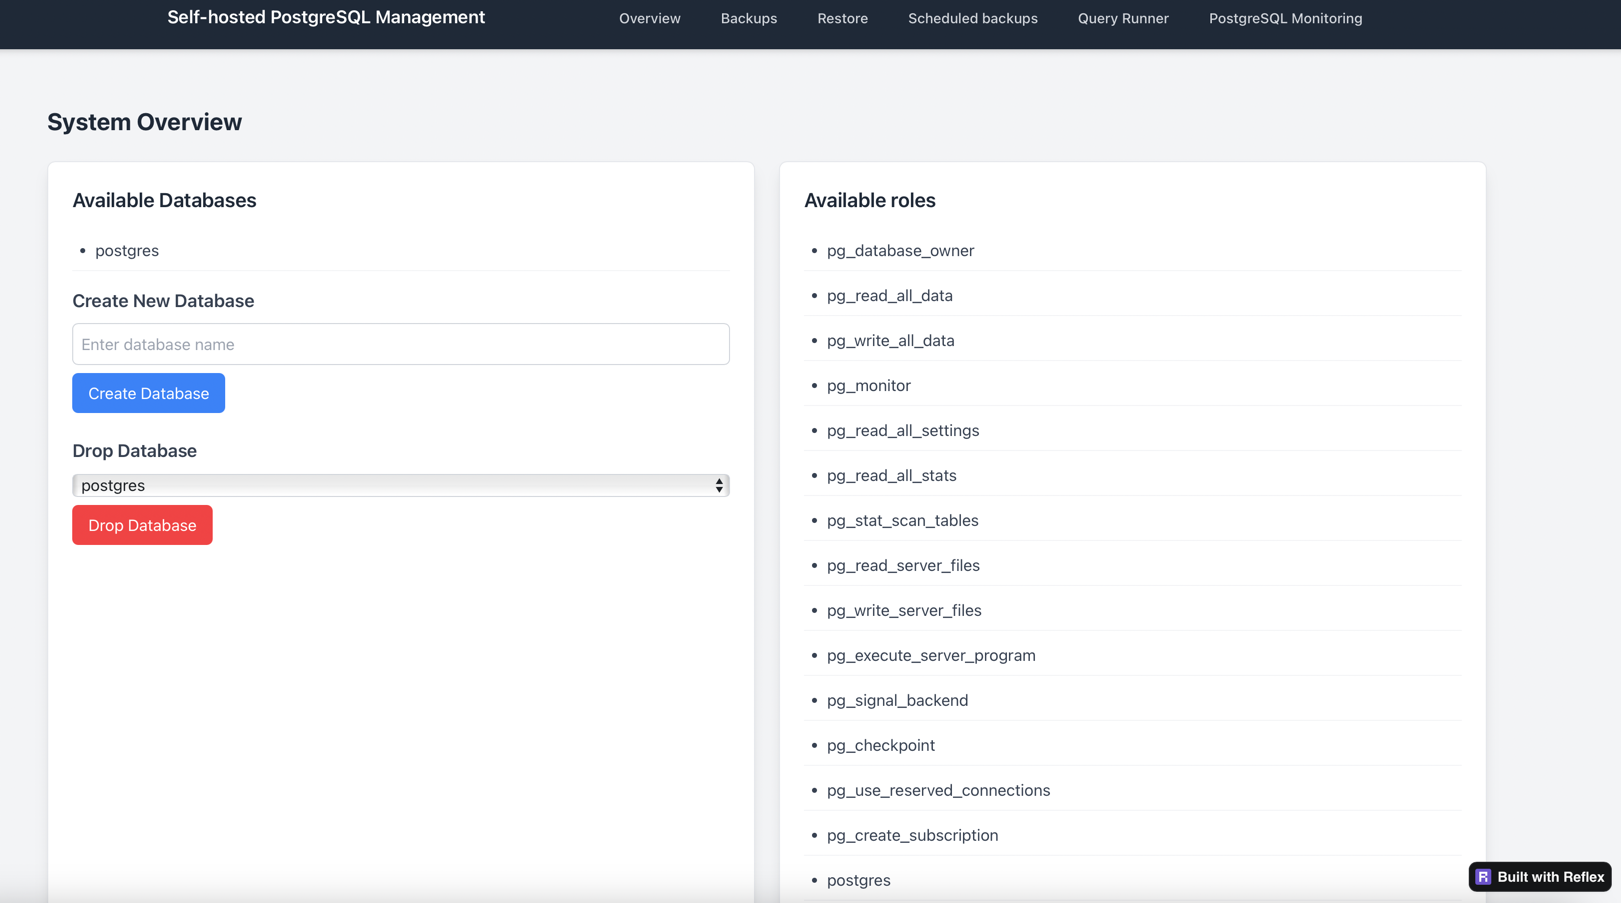 Self-hosted PostgreSQL Management
Overview
Backups
Restore
Scheduled backups
Query Runner
PostgreSQL Monitoring
System Overview
Available Databases
• postgres
Create New Database
Enter database name
Create Database
Drop Database
postgres
Drop Database
Available roles
• pg_database_owner
• pg_read_all_data
• pg_write_all_data
• pg_monitor
• pg_read_all_settings
• pg_read_all_stats
• pg_stat_scan_tables
• pg_read_server_files
• pg_write_server_files
• pg_execute_server_program
• pg_signal_backend
• pg_checkpoint
• pg_use_reserved_connections
• pg_create_subscription
• postgres
R Built with Reflex